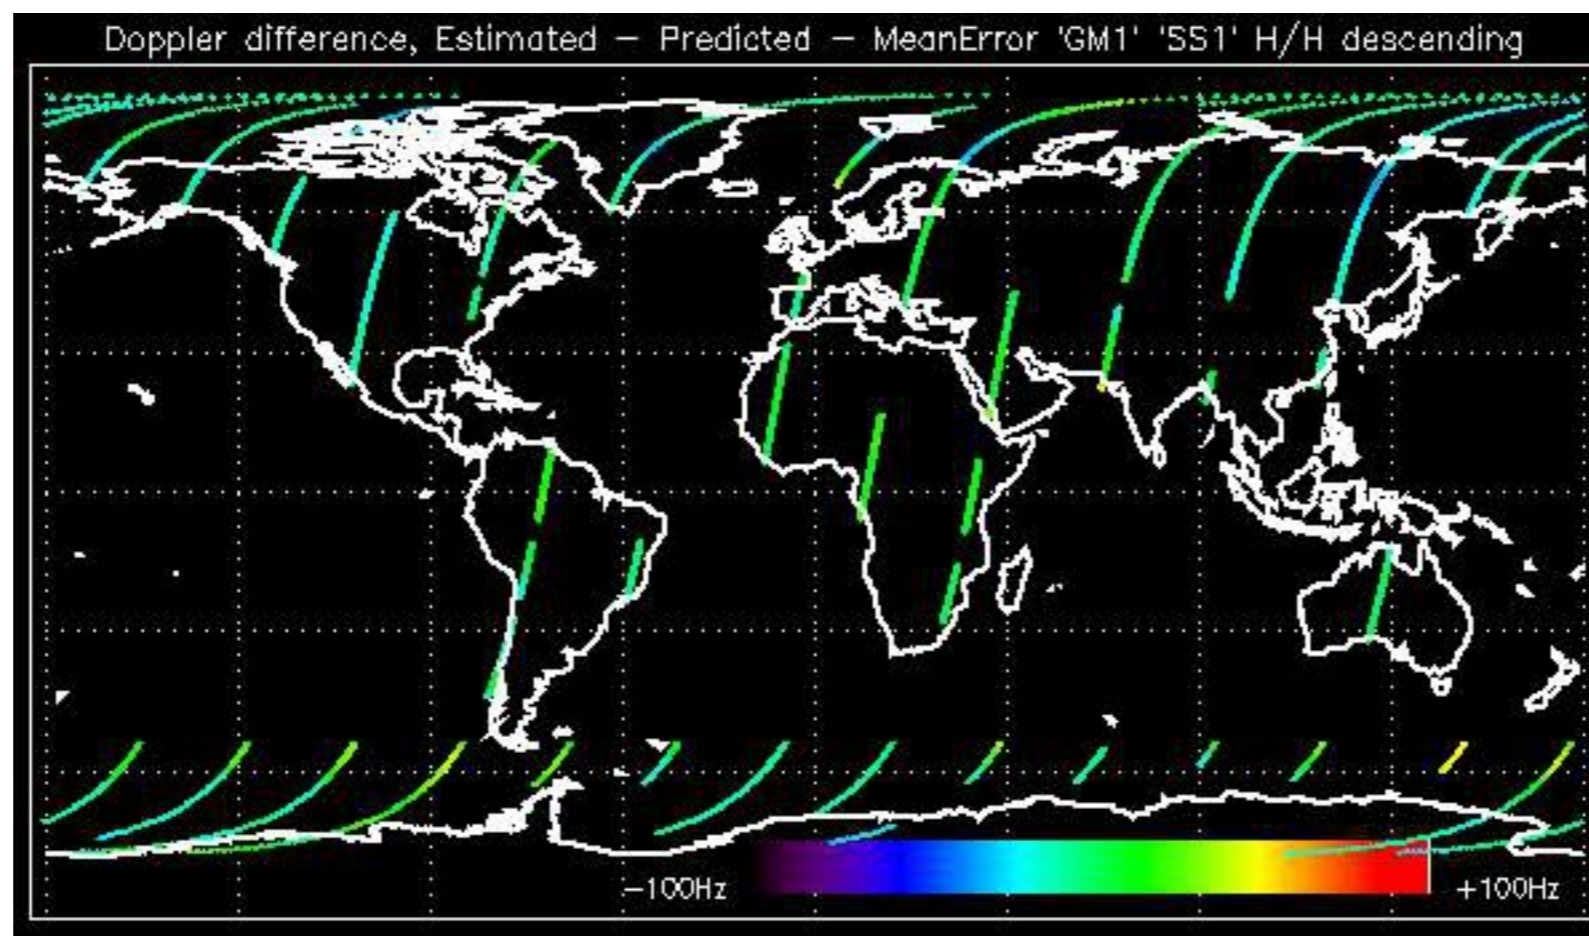 Doppler difference, Estimated – Predicted – MeanError 'GM1' 'SS1' H/H descending
-100Hz +100Hz